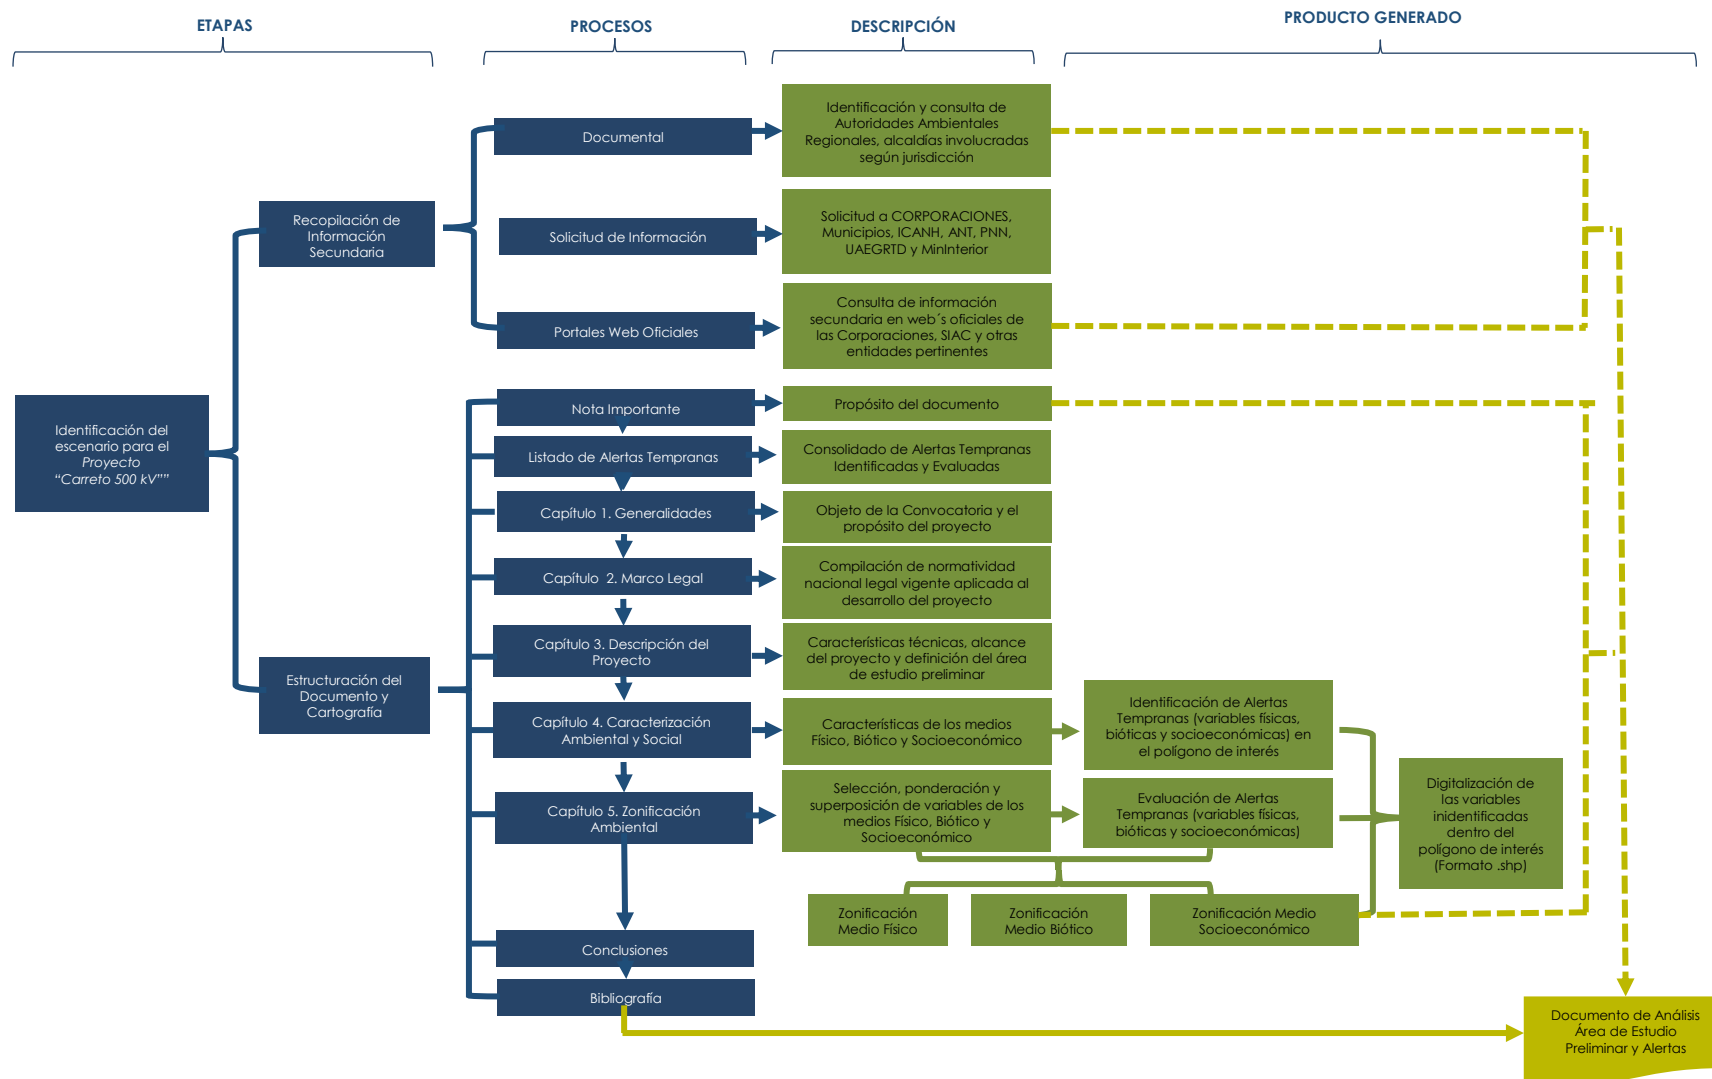 ETAPAS
PROCESOS
DESCRIPCIÓN
PRODUCTO GENERADO
Identificación del
escenario para el
Proyecto
“Carreto 500 kV””
Recopilación de
Información
Secundaria
Documental
Identificación y consulta de
Autoridades Ambientales
Regionales, alcaldías involucradas
según jurisdicción
Solicitud de Información
Solicitud a CORPORACIONES,
Municipios, ICANH, ANT, PNN,
UAEGRTD y MinInterior
Portales Web Oficiales
Consulta de información
secundaria en web´s oficiales de
las Corporaciones, SIAC y otras
entidades pertinentes
Estructuración del
Documento y
Cartografía
Nota Importante
Propósito del documento
Listado de Alertas Tempranas
Consolidado de Alertas Tempranas
Identificadas y Evaluadas
Capítulo 1. Generalidades
Objeto de la Convocatoria y el
propósito del proyecto
Capítulo  2. Marco Legal
Compilación de normatividad
nacional legal vigente aplicada al
desarrollo del proyecto
Capítulo 3. Descripción del
Proyecto
Características técnicas, alcance
del proyecto y definición del área
de estudio preliminar
Capítulo 4. Caracterización
Ambiental y Social
Características de los medios
Físico, Biótico y Socioeconómico
Identificación de Alertas
Tempranas (variables físicas,
bióticas y socioeconómicas) en
el polígono de interés
Capítulo 5. Zonificación
Ambiental
Selección, ponderación y
superposición de variables de los
medios Físico, Biótico y
Socioeconómico
Evaluación de Alertas
Tempranas (variables físicas,
bióticas y socioeconómicas)
Digitalización de
las variables
inidentificadas
dentro del
polígono de interés
(Formato .shp)
Zonificación
Medio Físico
Zonificación
Medio Biótico
Zonificación Medio
Socioeconómico
Conclusiones
Bibliografía
Documento de Análisis
Área de Estudio
Preliminar y Alertas